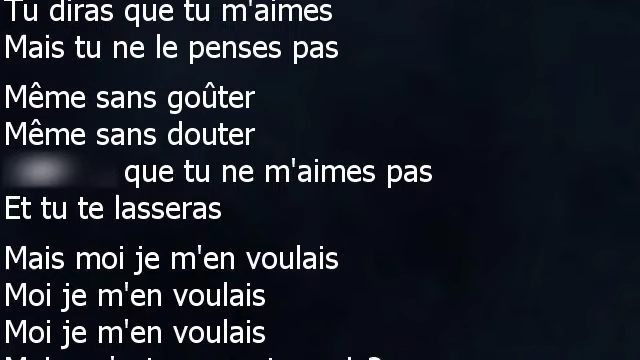 Tu diras que tu m'aimes
Mais tu ne le penses pas
Même sans goûter
Même sans douter
que tu ne m'aimes pas
Et tu te lasseras
Mais moi je m'en voulais
Moi je m'en voulais
Moi je m'en voulais